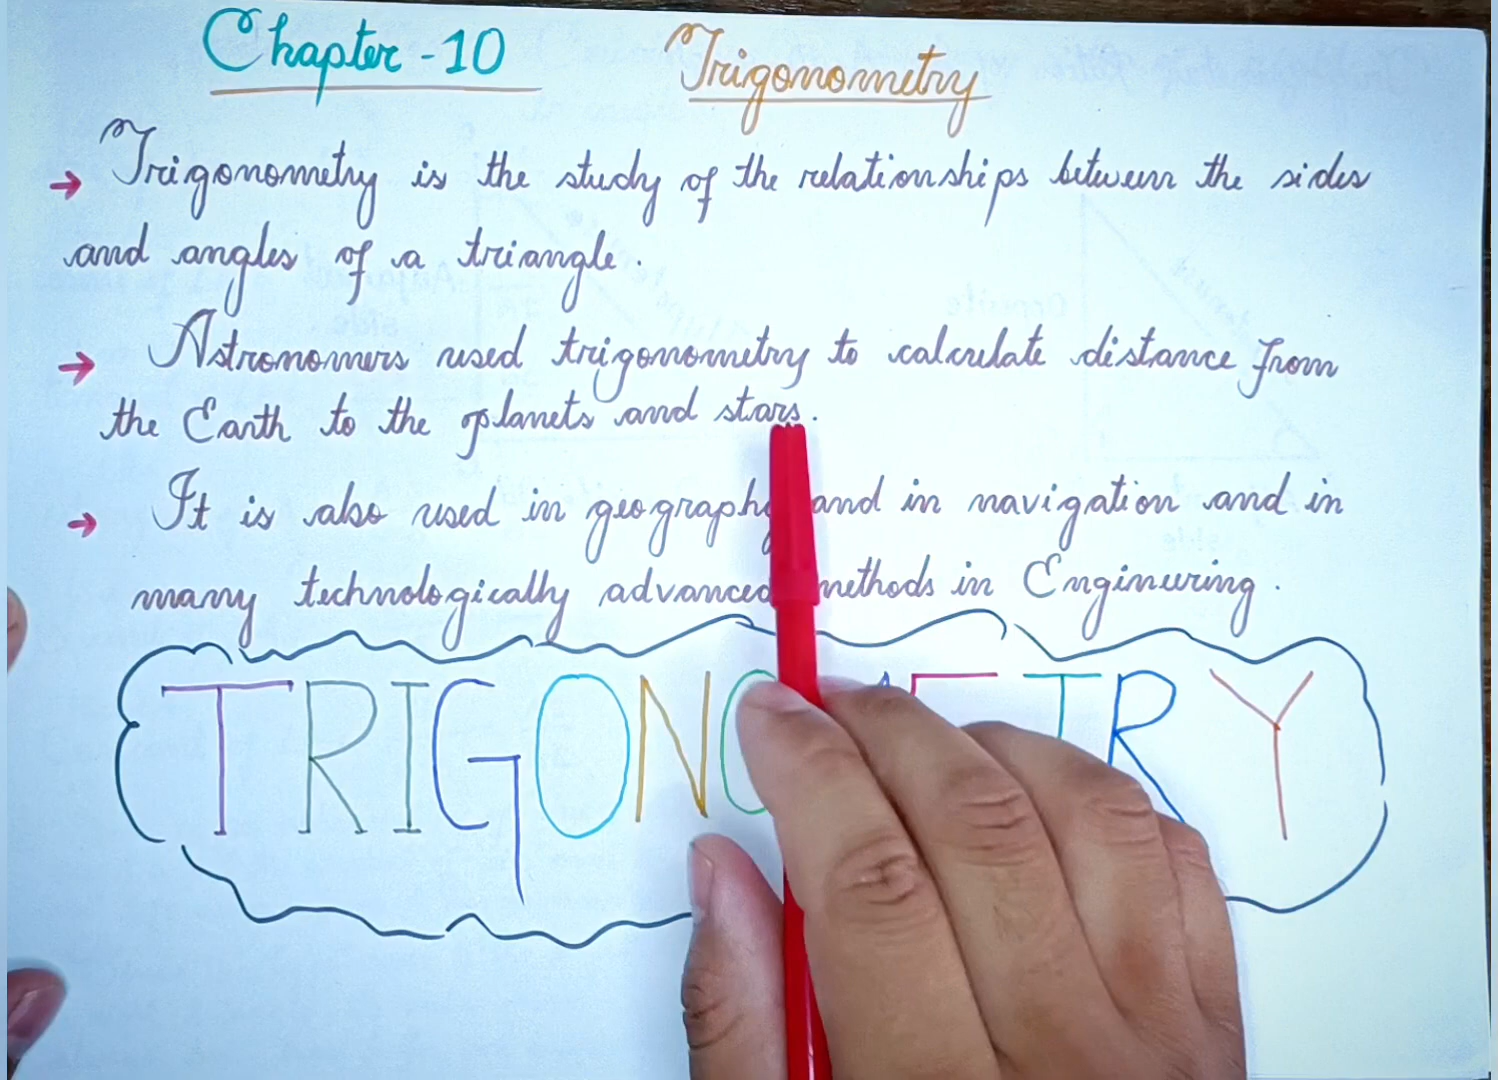 Chapter - 10 Trigonometry
→ Trigonometry is the study of the relationships between the sides
and angles of a triangle.
→ Astronomers used trigonometry to calculate distance from
the Earth to the planets and stars.
→ It is also used in geography and in navigation and in
many technologically advanced methods in Engineering.
TRIGONOMETRY